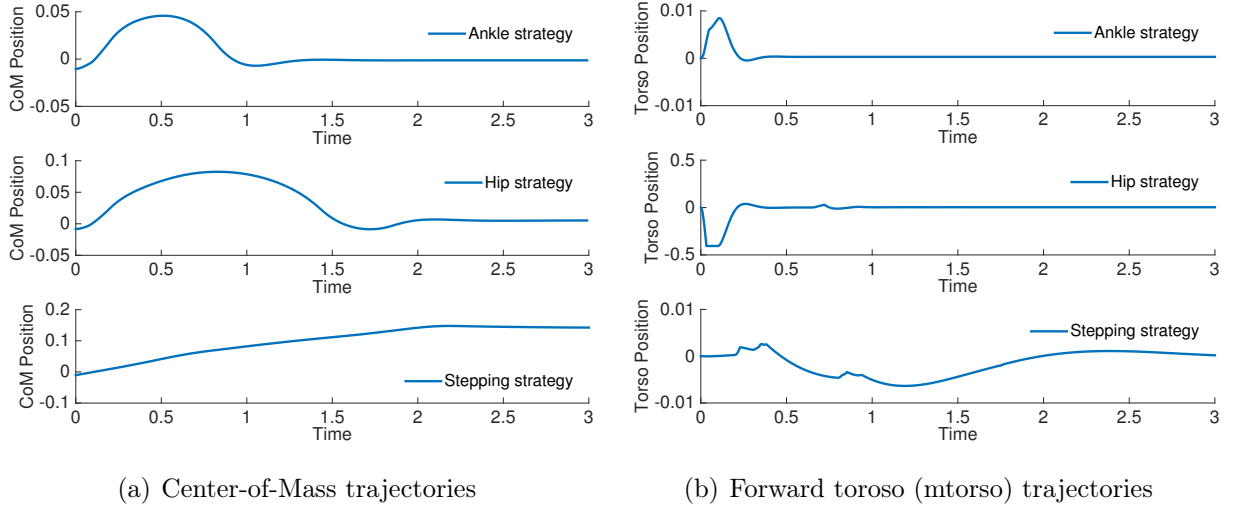 0.05
0
-0.05
CoM Position
Ankle strategy
0 0.5 1 1.5 2 2.5 3
Time
0.1
0.05
0
-0.05
CoM Position
Hip strategy
0 0.5 1 1.5 2 2.5 3
Time
0.2
0.1
0
-0.1
CoM Position
Stepping strategy
0 0.5 1 1.5 2 2.5 3
Time
(a) Center-of-Mass trajectories
0.01
0
-0.01
Torso Position
Ankle strategy
0 0.5 1 1.5 2 2.5 3
Time
0.5
0
-0.5
Torso Position
Hip strategy
0 0.5 1 1.5 2 2.5 3
Time
0.01
0
-0.01
Torso Position
Stepping strategy
0 0.5 1 1.5 2 2.5 3
Time
(b) Forward toroso (mtorso) trajectories